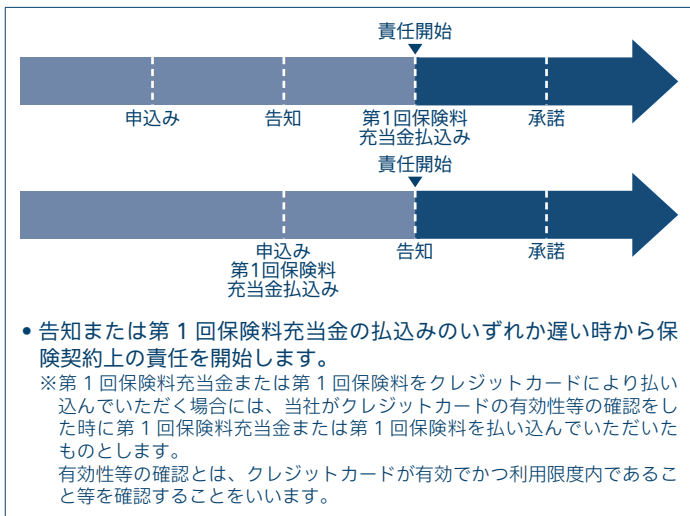 責任開始
申込み
告知
第1回保険料
充当金払込み
承諾
責任開始
申込み
第1回保険料
充当金払込み
告知
承諾
• 告知または第 1 回保険料充当金の払込みのいずれか遅い時から保
険契約上の責任を開始します。
※第 1 回保険料充当金または第 1 回保険料をクレジットカードにより払い
込んでいただく場合には、当社がクレジットカードの有効性等の確認をし
た時に第 1 回保険料充当金または第 1 回保険料を払い込んでいただいた
ものとします。
有効性等の確認とは、クレジットカードが有効でかつ利用限度内であるこ
と等を確認することをいいます。